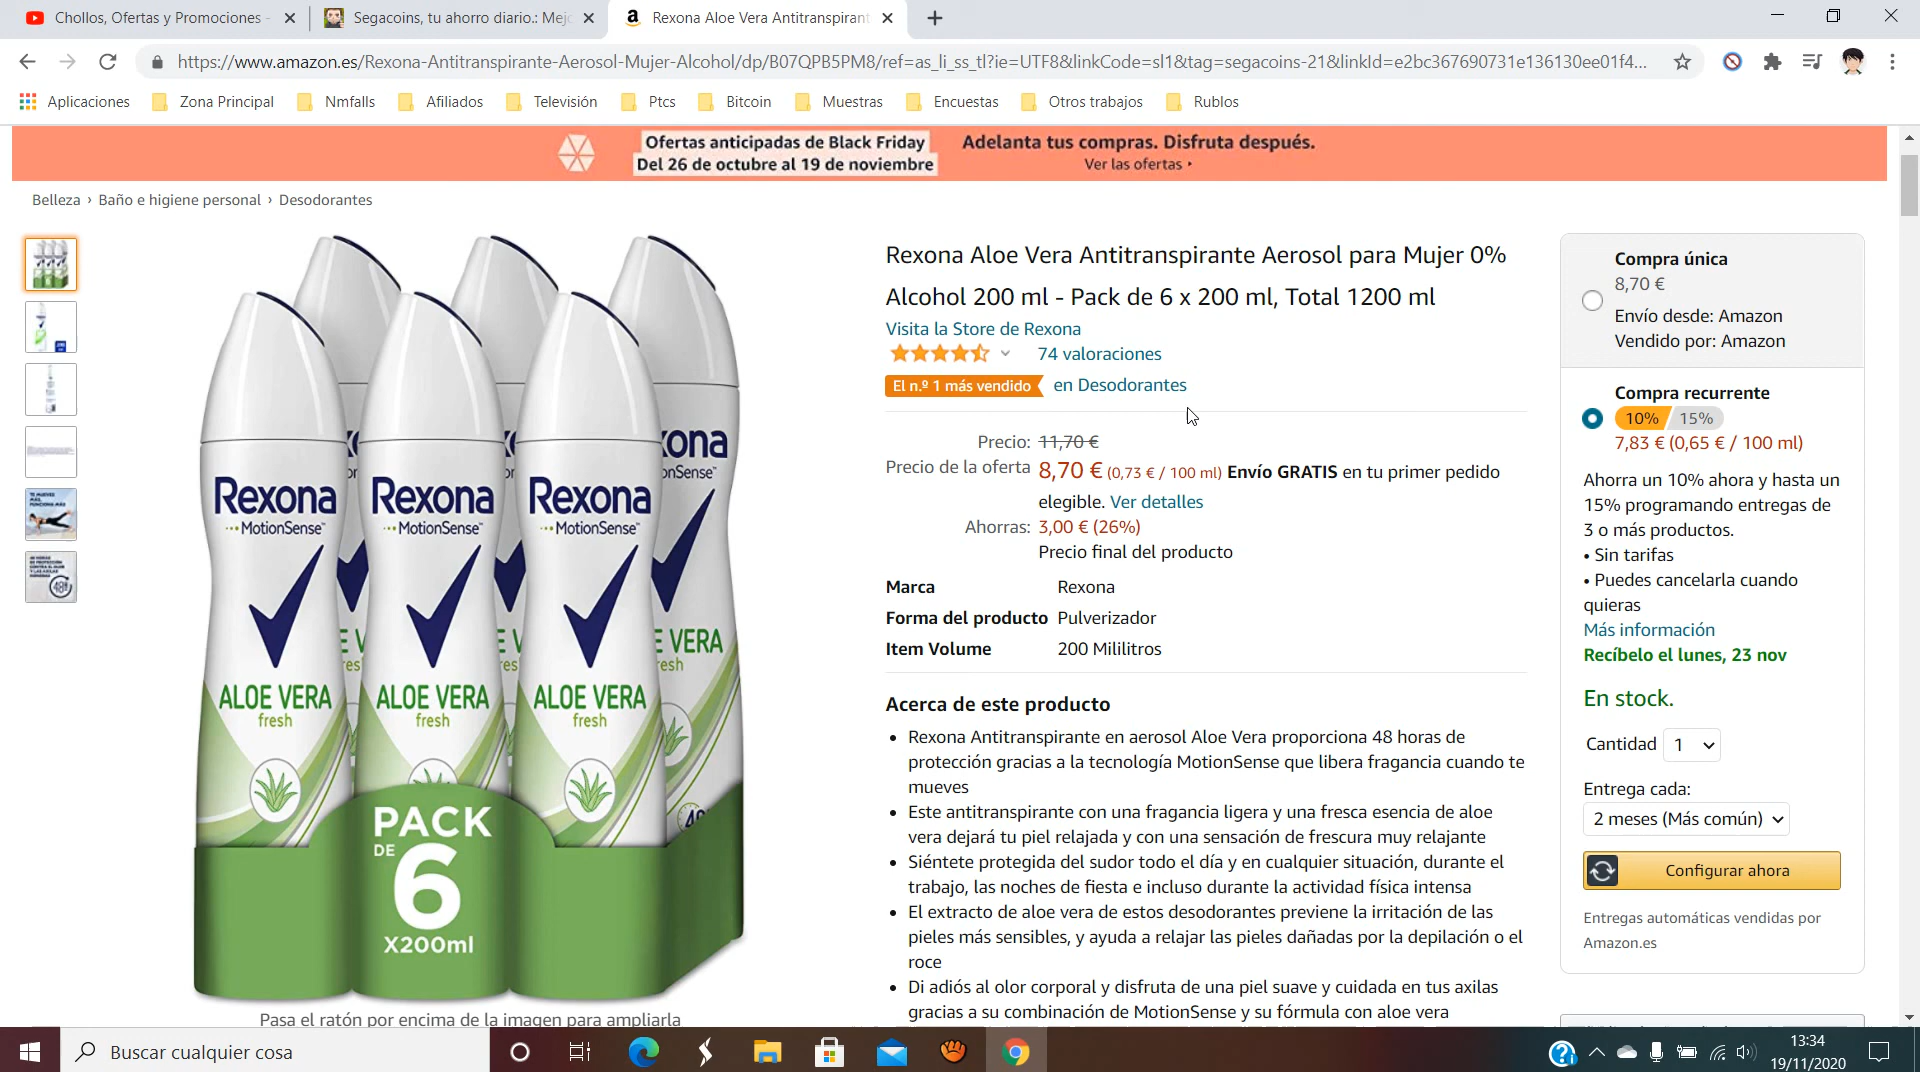 Chollos, Ofertas y Promociones -
Segacoins, tu ahorro diario.: Mejo
Rexona Aloe Vera Antitranspirant
https://www.amazon.es/Rexona-Antitranspirante-Aerosol-Mujer-Alcohol/dp/B07QPB5PM8/ref=as_li_ss_tl?ie=UTF8&linkCode=sl1&tag=segacoins-21&linkId=e2bc367690731e136130ee01f4...
Aplicaciones
Zona Principal
Nmfalls
Afiliados
Televisión
Ptcs
Bitcoin
Muestras
Encuestas
Otros trabajos
Rublos
Ofertas anticipadas de Black Friday
Del 26 de octubre al 19 de noviembre
Adelanta tus compras. Disfruta después.
Ver las ofertas ▸
Belleza › Baño e higiene personal › Desodorantes
Rexona
MotionSense™
ALOE VERA
fresh
Rexona
MotionSense™
ALOE VERA
fresh
Rexona
MotionSense™
ALOE VERA
fresh
PACK
DE
6
X200ml
Pasa el ratón por encima de la imagen para ampliarla
Rexona Aloe Vera Antitranspirante Aerosol para Mujer 0%
Alcohol 200 ml - Pack de 6 x 200 ml, Total 1200 ml
Visita la Store de Rexona
74 valoraciones
El n.º 1 más vendido en Desodorantes
Precio: 11,70 €
Precio de la oferta 8,70 € (0,73 € / 100 ml) Envío GRATIS en tu primer pedido
elegible. Ver detalles
Ahorras: 3,00 € (26%)
Precio final del producto
Marca Rexona
Forma del producto Pulverizador
Item Volume 200 Mililitros
Acerca de este producto
• Rexona Antitranspirante en aerosol Aloe Vera proporciona 48 horas de
protección gracias a la tecnología MotionSense que libera fragancia cuando te
mueves
• Este antitranspirante con una fragancia ligera y una fresca esencia de aloe
vera dejará tu piel relajada y con una sensación de frescura muy relajante
• Siéntete protegida del sudor todo el día y en cualquier situación, durante el
trabajo, las noches de fiesta e incluso durante la actividad física intensa
• El extracto de aloe vera de estos desodorantes previene la irritación de las
pieles más sensibles, y ayuda a relajar las pieles dañadas por la depilación o el
roce
• Di adiós al olor corporal y disfruta de una piel suave y cuidada en tus axilas
gracias a su combinación de MotionSense y su fórmula con aloe vera
Compra única
8,70 €
Envío desde: Amazon
Vendido por: Amazon
Compra recurrente
10% 15%
7,83 € (0,65 € / 100 ml)
Ahorra un 10% ahora y hasta un
15% programando entregas de
3 o más productos.
• Sin tarifas
• Puedes cancelarla cuando
quieras
Más información
Recíbelo el lunes, 23 nov
En stock.
Cantidad 1
Entrega cada:
2 meses (Más común)
Configurar ahora
Entregas automáticas vendidas por
Amazon.es
Buscar cualquier cosa
13:34
19/11/2020